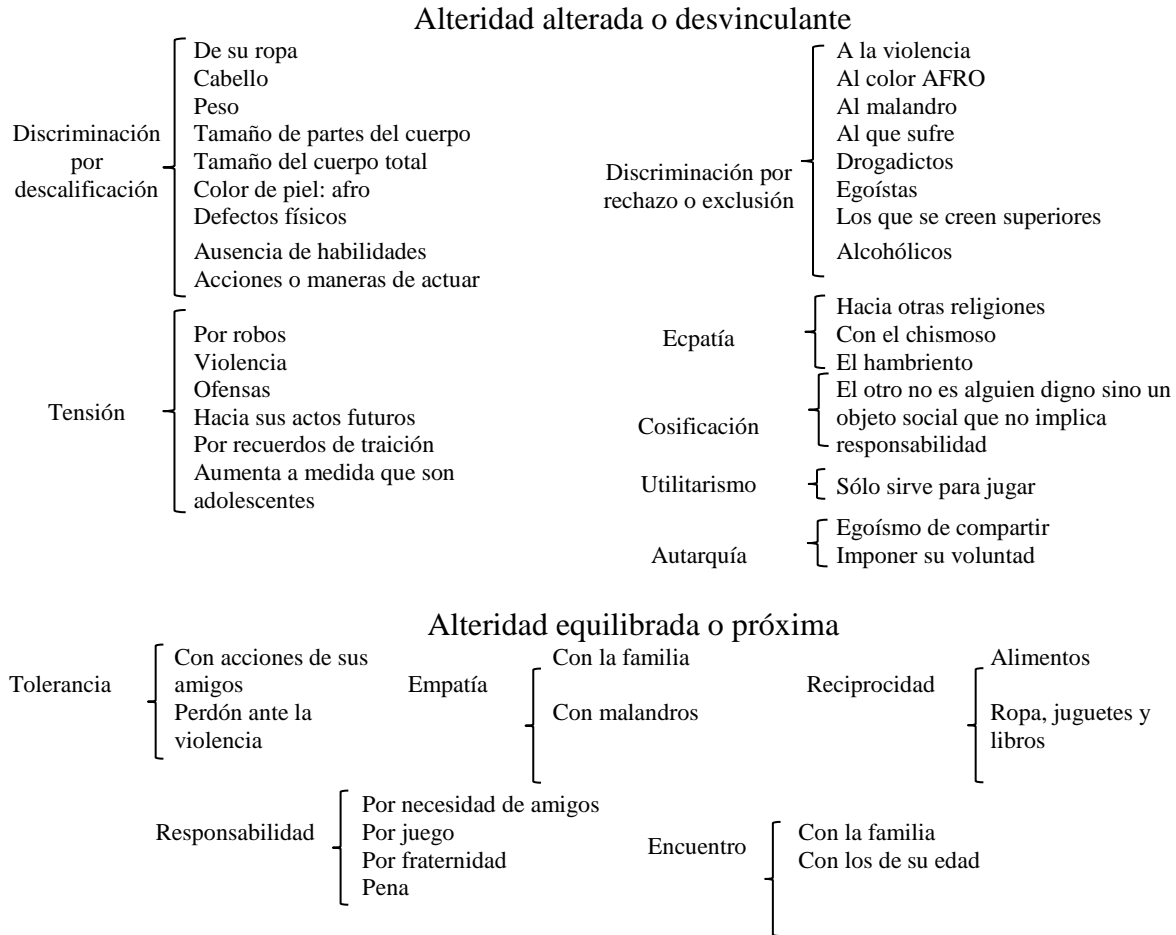 Alteridad alterada o desvinculante
Discriminación
por
descalificación
De su ropa
Cabello
Peso
Tamaño de partes del cuerpo
Tamaño del cuerpo total
Color de piel: afro
Defectos físicos
Ausencia de habilidades
Acciones o maneras de actuar
Tensión
Por robos
Violencia
Ofensas
Hacia sus actos futuros
Por recuerdos de traición
Aumenta a medida que son
adolescentes
Discriminación por
rechazo o exclusión
A la violencia
Al color AFRO
Al malandro
Al que sufre
Drogadictos
Egoístas
Los que se creen superiores
Alcohólicos
Ecpatía
Hacia otras religiones
Con el chismoso
El hambriento
Cosificación
El otro no es alguien digno sino un
objeto social que no implica
responsabilidad
Utilitarismo
Sólo sirve para jugar
Autarquía
Egoísmo de compartir
Imponer su voluntad
Alteridad equilibrada o próxima
Tolerancia
Con acciones de sus
amigos
Perdón ante la
violencia
Empatía
Con la familia
Con malandros
Reciprocidad
Alimentos
Ropa, juguetes y
libros
Responsabilidad
Por necesidad de amigos
Por juego
Por fraternidad
Pena
Encuentro
Con la familia
Con los de su edad